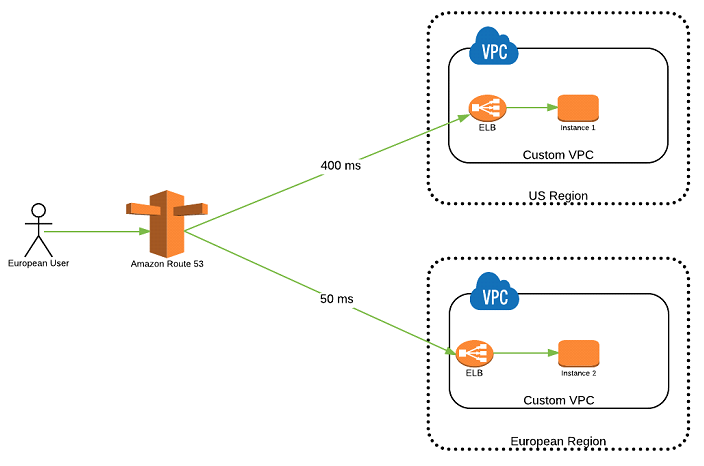 VPC
ELB
Instance 1
Custom VPC
US Region
400 ms
European User
Amazon Route 53
50 ms
VPC
ELB
Instance 2
Custom VPC
European Region